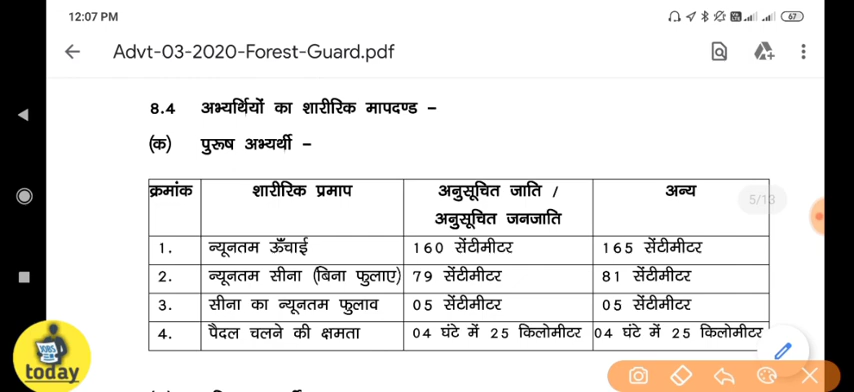 12:07 PM
67
Advt-03-2020-Forest-Guard.pdf
8.4 अभ्यर्थियों का शारीरिक मापदण्ड –
(क) पुरूष अभ्यर्थी –
क्रमांक शारीरिक प्रमाप अनुसूचित जाति / अनुसूचित जनजाति अन्य
5/13
1. न्यूनतम ऊँचाई 160 सेंटीमीटर 165 सेंटीमीटर
2. न्यूनतम सीना (बिना फुलाए) 79 सेंटीमीटर 81 सेंटीमीटर
3. सीना का न्यूनतम फुलाव 05 सेंटीमीटर 05 सेंटीमीटर
4. पैदल चलने की क्षमता 04 घंटे में 25 किलोमीटर 04 घंटे में 25 किलोमीटर
JOBS
today